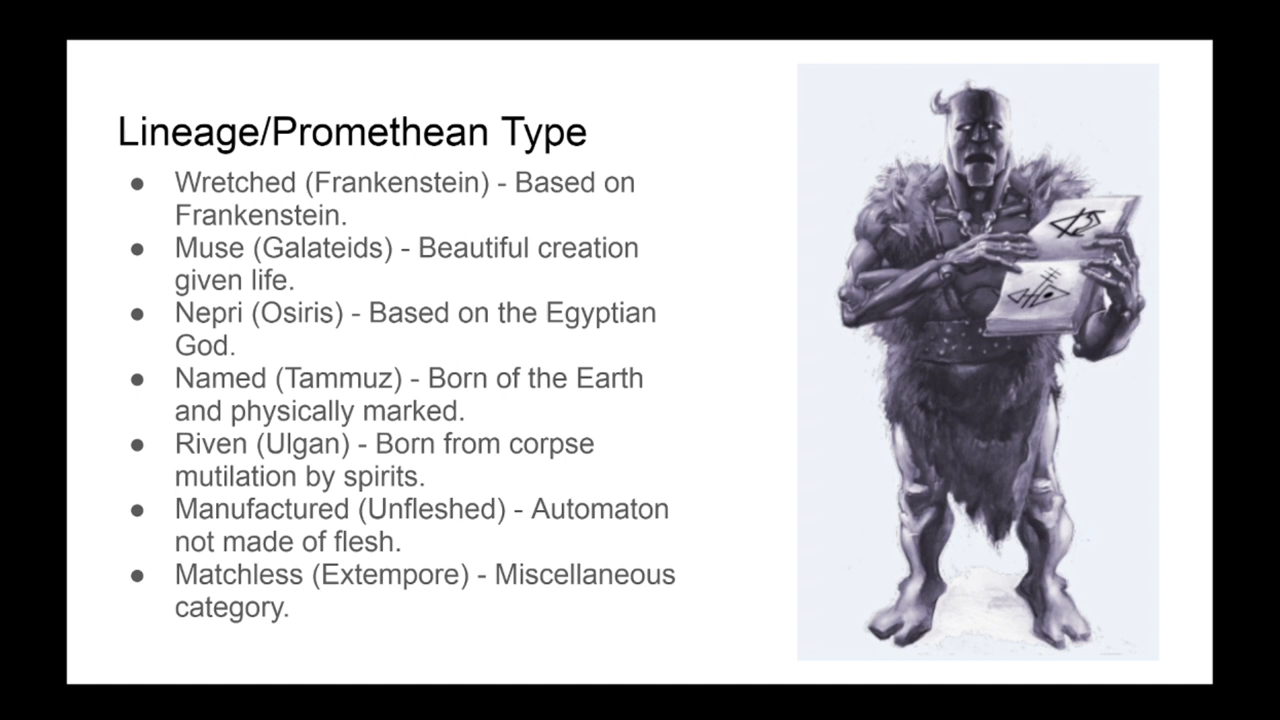 Lineage/Promethean Type
● Wretched (Frankenstein) - Based on
Frankenstein.
● Muse (Galateids) - Beautiful creation
given life.
● Nepri (Osiris) - Based on the Egyptian
God.
● Named (Tammuz) - Born of the Earth
and physically marked.
● Riven (Ulgan) - Born from corpse
mutilation by spirits.
● Manufactured (Unfleshed) - Automaton
not made of flesh.
● Matchless (Extempore) - Miscellaneous
category.